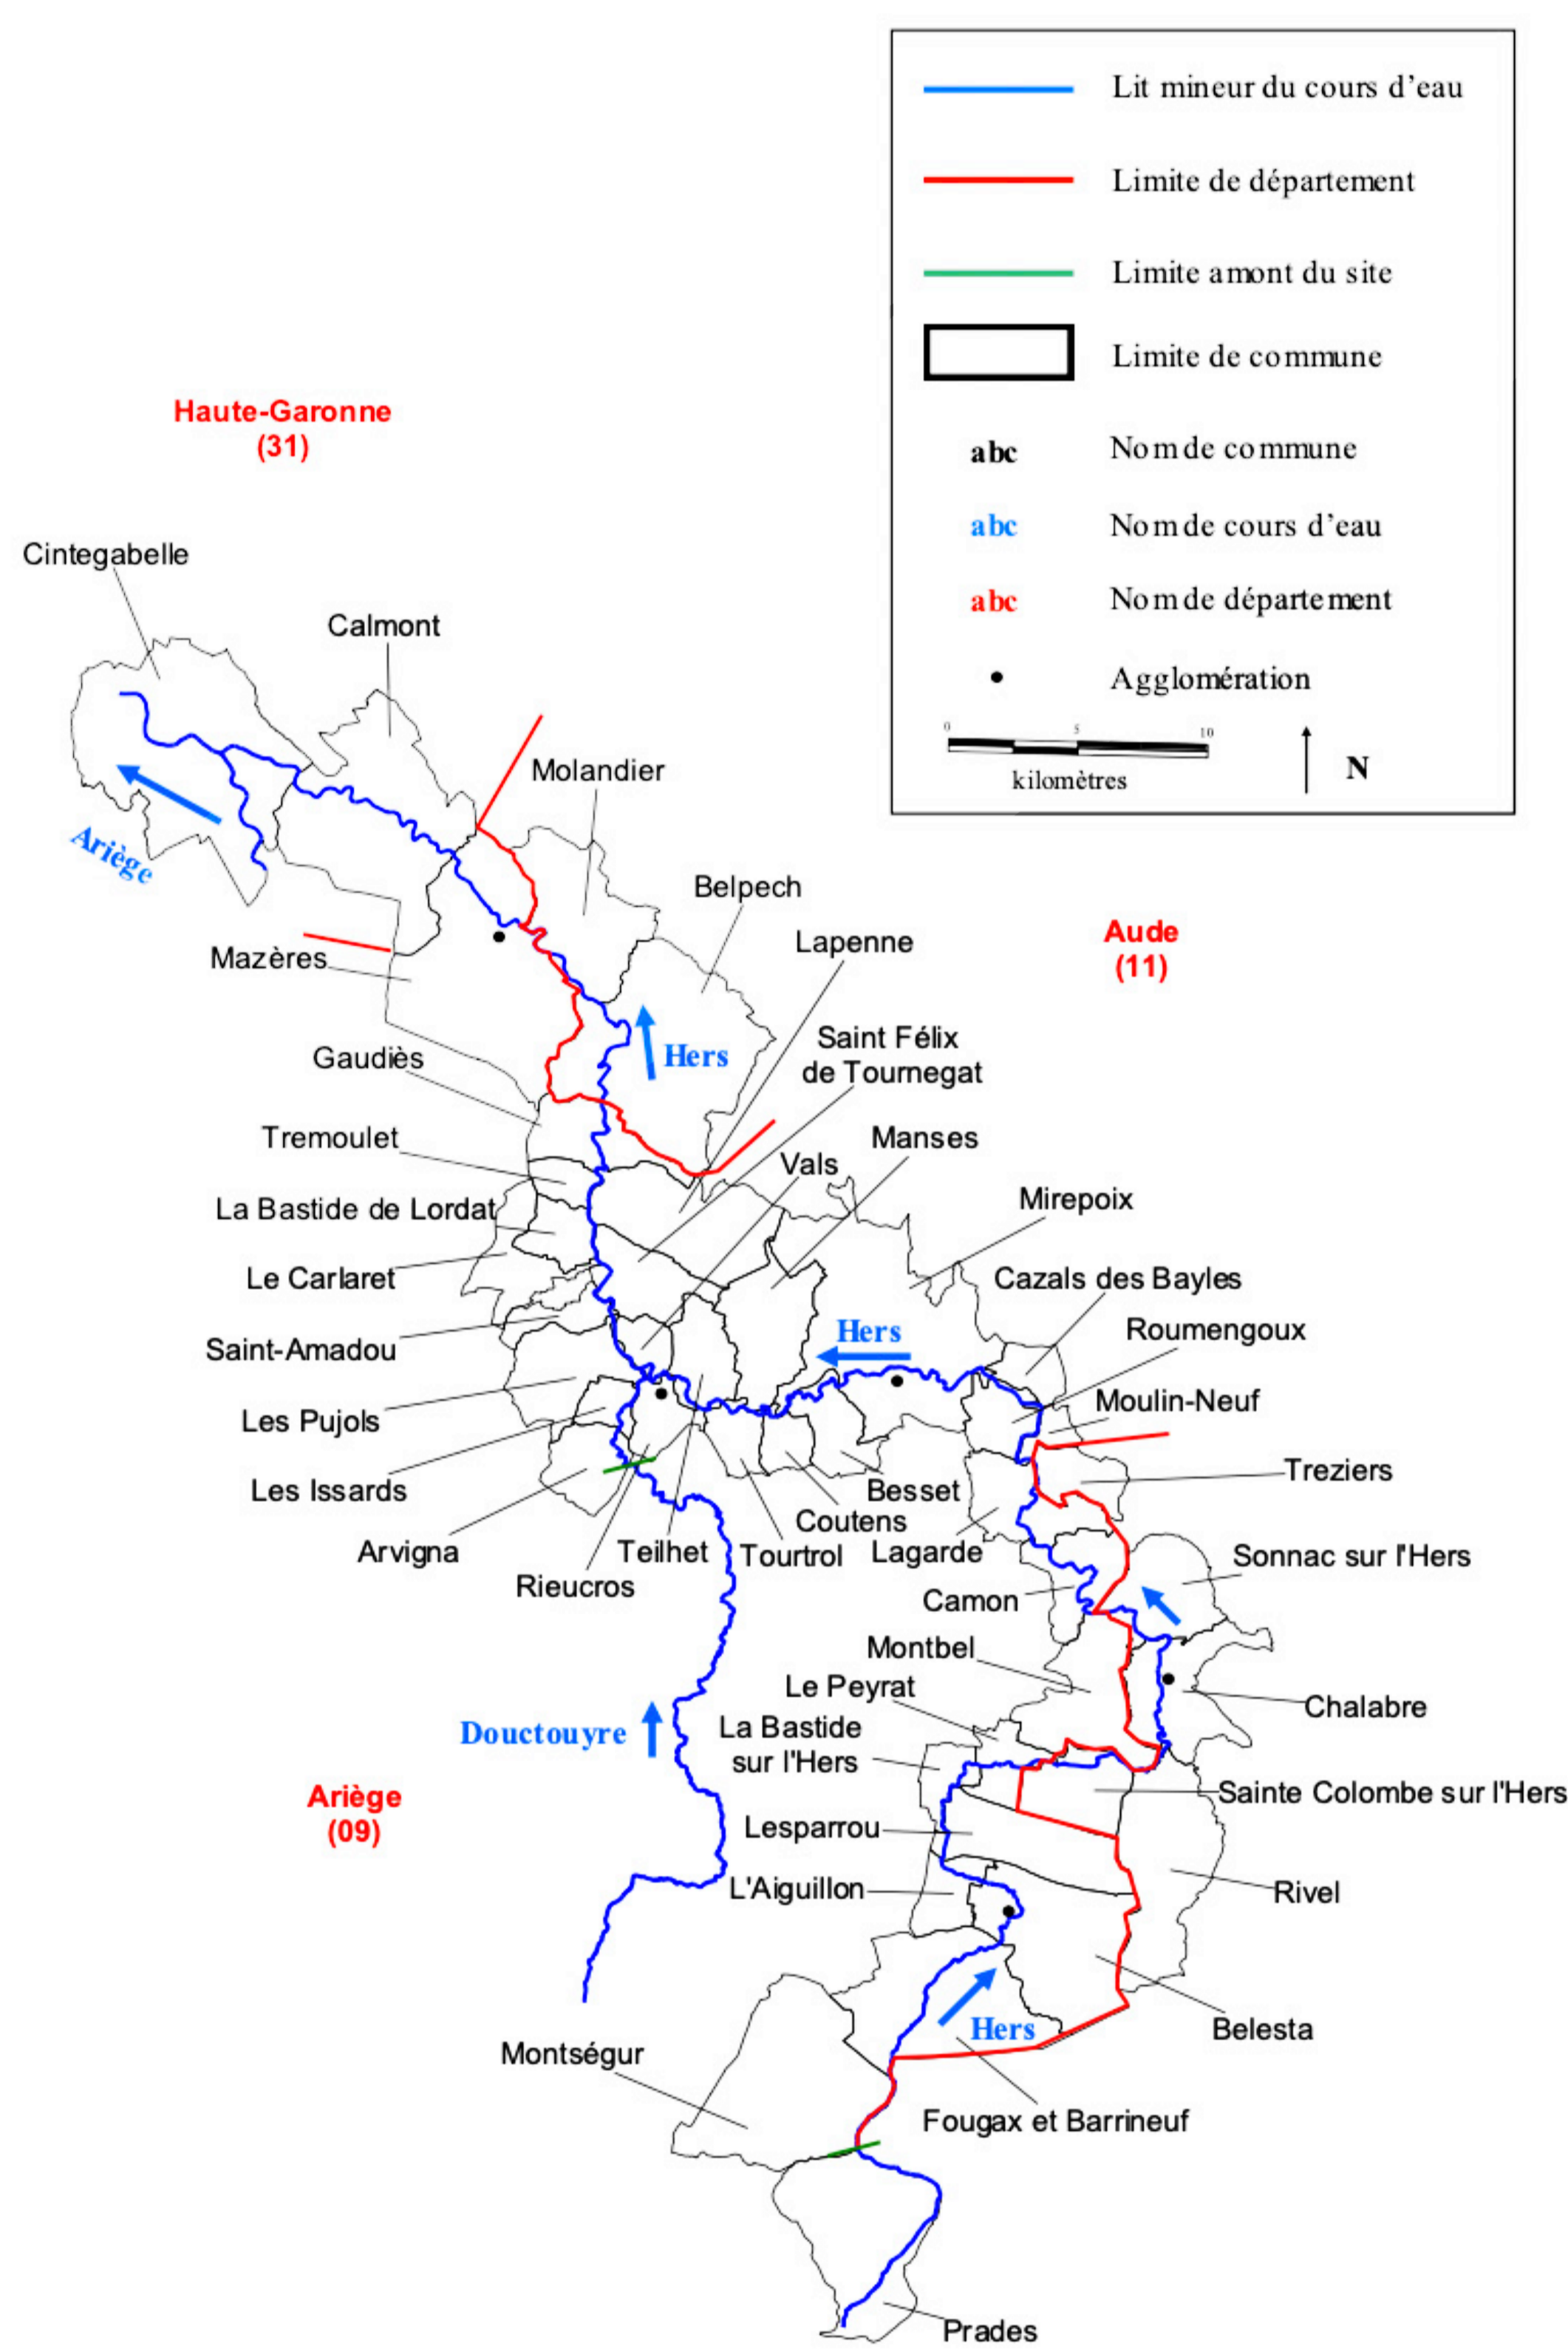 Lit mineur du cours d'eau
Limite de département
Limite amont du site
Limite de commune
abc Nom de commune
abc Nom de cours d'eau
abc Nom de département
Agglomération
0 5 10
kilomètres
N
Haute-Garonne
(31)
Cintegabelle
Calmont
Molandier
Ariège
Belpech
Aude
(11)
Lapenne
Mazères
Saint Félix
de Tournegat
Gaudiès
Hers
Tremoulet
Manses
Vals
La Bastide de Lordat
Mirepoix
Le Carlaret
Cazals des Bayles
Hers
Roumengoux
Saint-Amadou
Moulin-Neuf
Les Pujols
Treziers
Les Issards
Besset
Coutens
Arvigna
Teilhet
Tourtrol
Lagarde
Sonnac sur l'Hers
Rieucros
Camon
Montbel
Le Peyrat
Chalabre
Douctouyre
La Bastide
sur l'Hers
Ariège
(09)
Sainte Colombe sur l'Hers
Lesparrou
L'Aiguillon
Rivel
Hers
Belesta
Montségur
Fougax et Barrineuf
Prades